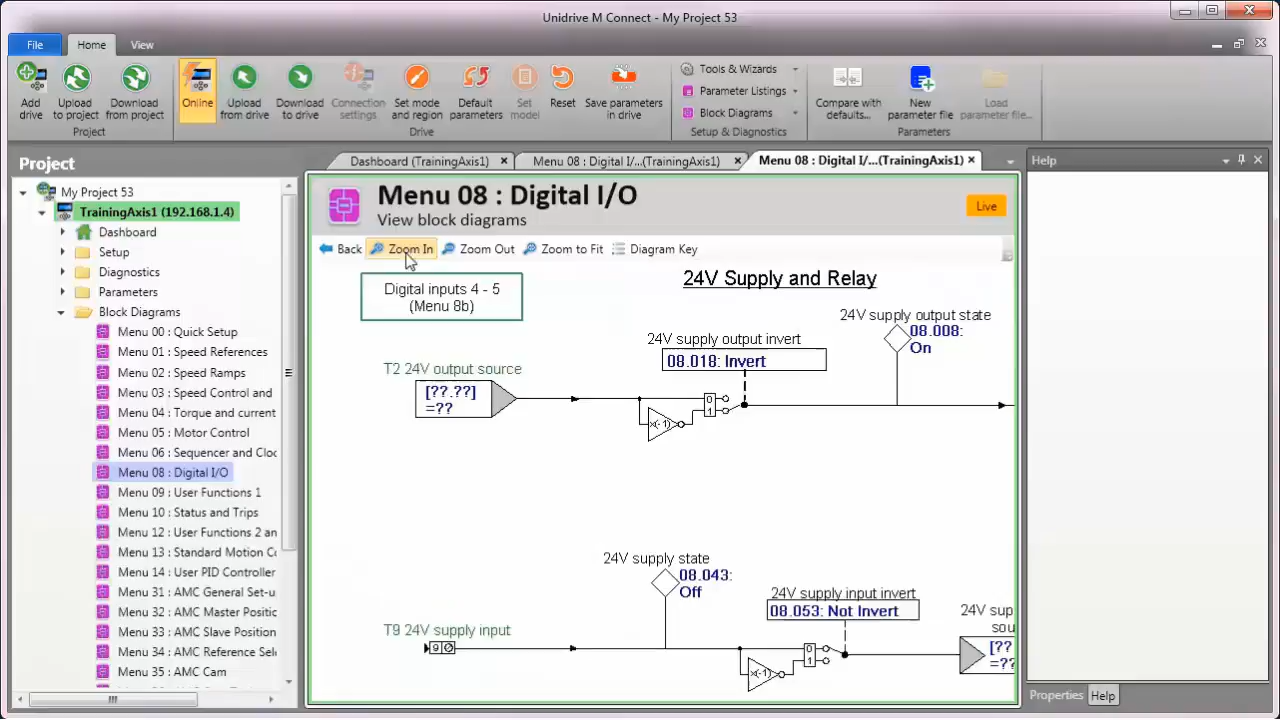 Unidrive M Connect - My Project 53
File
Home
View
Add drive
Upload to project
Download from project
Project
Online
Upload from drive
Download to drive
Connection settings
Set mode and region
Default parameters
Set model
Reset
Save parameters in drive
Drive
Tools & Wizards
Parameter Listings
Block Diagrams
Setup & Diagnostics
Compare with defaults...
New parameter file
Load parameter file...
Parameters
Project
My Project 53
TrainingAxis1 (192.168.1.4)
Dashboard
Setup
Diagnostics
Parameters
Block Diagrams
Menu 00 : Quick Setup
Menu 01 : Speed References
Menu 02 : Speed Ramps
Menu 03 : Speed Control and
Menu 04 : Torque and current
Menu 05 : Motor Control
Menu 06 : Sequencer and Cloc
Menu 08 : Digital I/O
Menu 09 : User Functions 1
Menu 10 : Status and Trips
Menu 12 : User Functions 2 an
Menu 13 : Standard Motion Co
Menu 14 : User PID Controller
Menu 31 : AMC General Set-u
Menu 32 : AMC Master Positio
Menu 33 : AMC Slave Position
Menu 34 : AMC Reference Sele
Menu 35 : AMC Cam
Dashboard (TrainingAxis1)
Menu 08 : Digital I/...(TrainingAxis1)
Menu 08 : Digital I/...(TrainingAxis1)
Menu 08 : Digital I/O
View block diagrams
Live
Back
Zoom In
Zoom Out
Zoom to Fit
Diagram Key
Digital inputs 4 - 5
(Menu 8b)
24V Supply and Relay
24V supply output state
08.008:
On
24V supply output invert
08.018: Invert
T2 24V output source
[??.??]
=??
0
1
x(-1)
24V supply state
08.043:
Off
24V supply input invert
08.053: Not Invert
24V sup
sou
[??
=??
T9 24V supply input
9
0
1
x(-1)
Help
Properties
Help